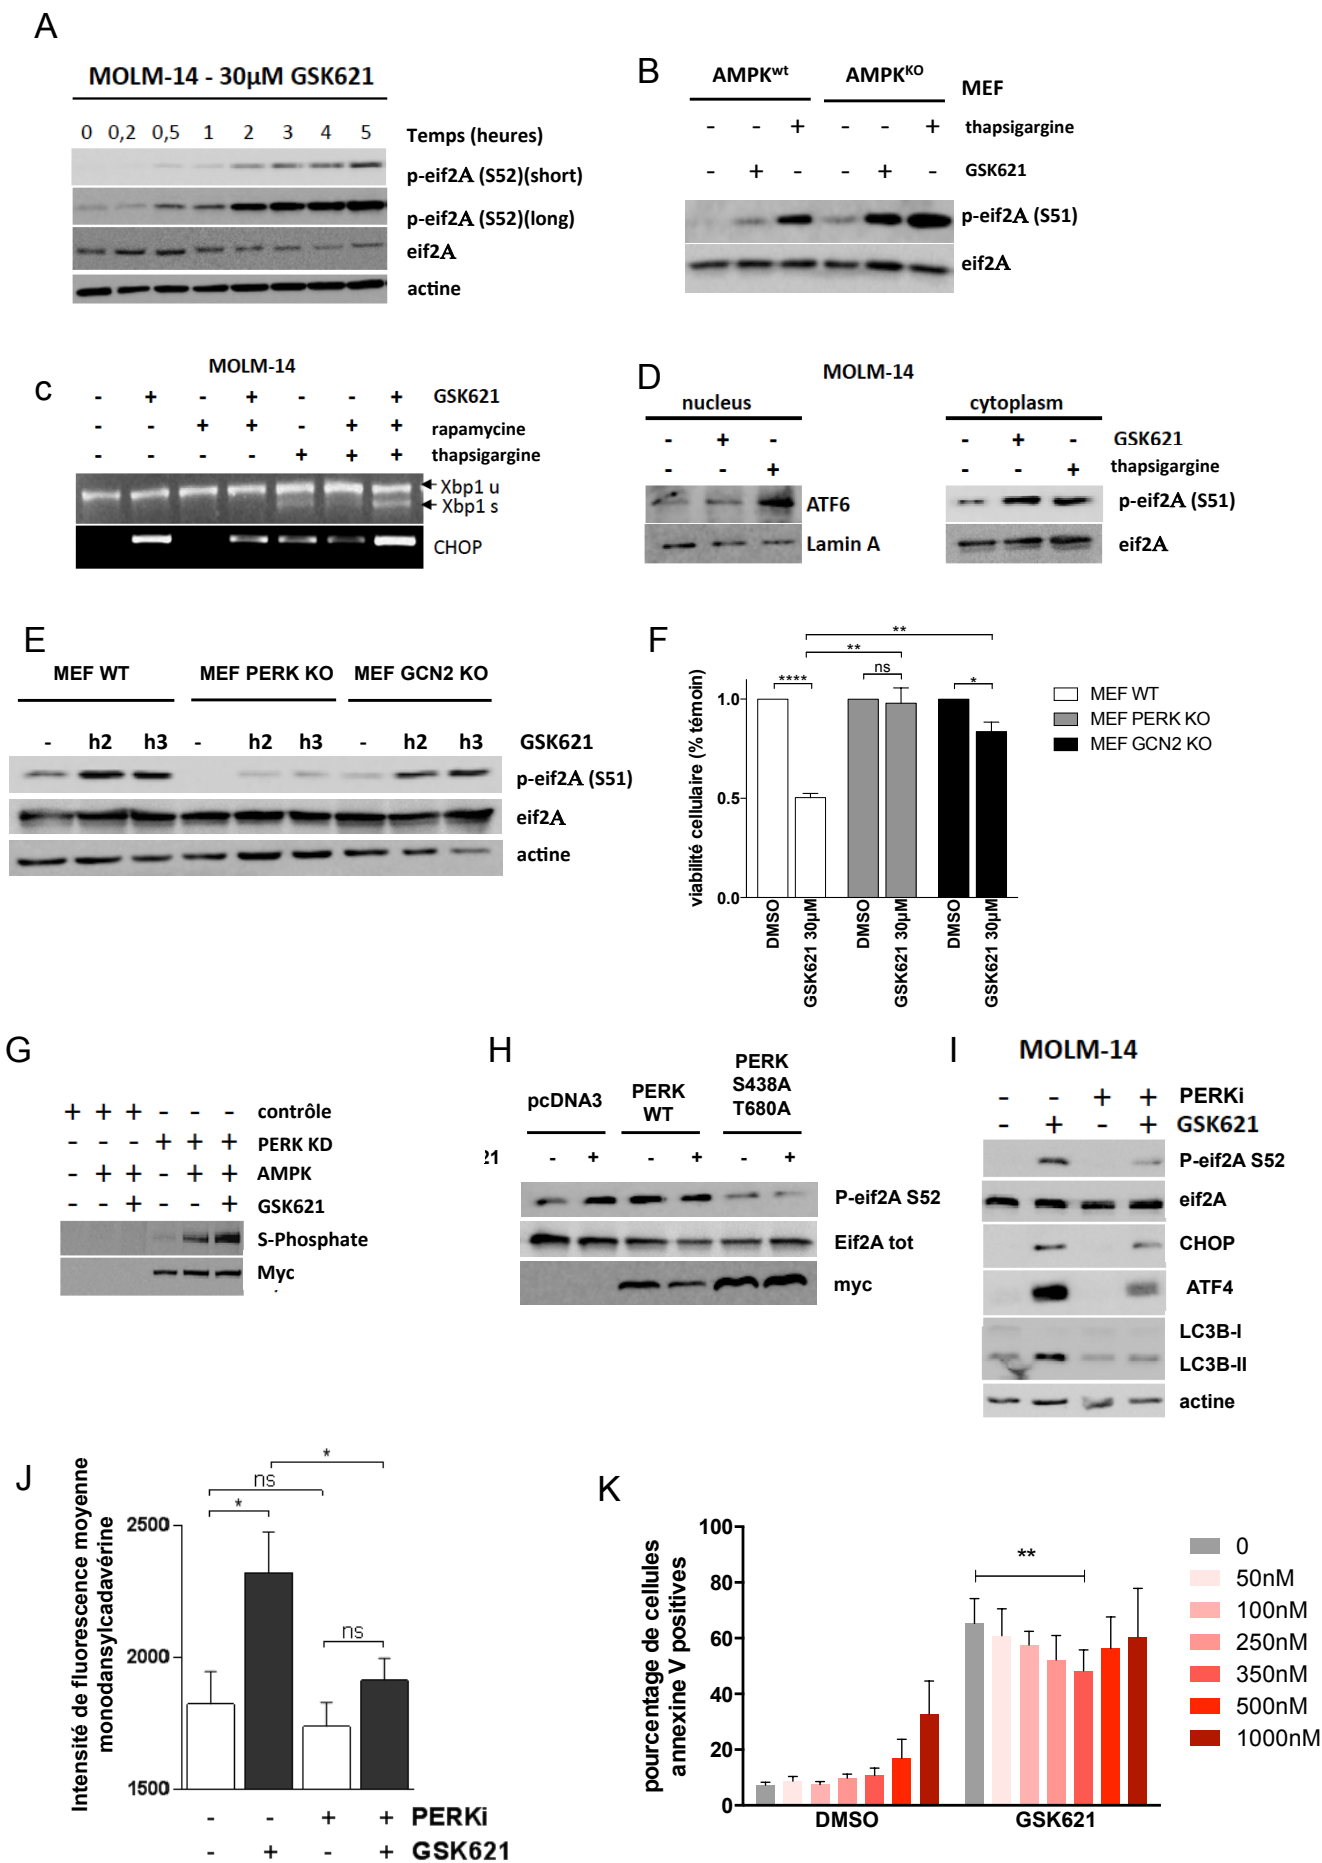 A
MOLM-14 - 30µM GSK621
0 0,2 0,5 1 2 3 4 5 Temps (heures)
p-eif2A (S52)(short)
p-eif2A (S52)(long)
eif2A
actine
B
AMPKwt AMPKKO MEF
- - + - - + thapsigargine
- + - - + - GSK621
p-eif2A (S51)
eif2A
c
MOLM-14
- + - + - - + GSK621
- - + + - + + rapamycine
- - - - + + + thapsigargine
Xbp1 u
Xbp1 s
CHOP
D
MOLM-14
nucleus cytoplasm
- + - - + - GSK621
- - + - - + thapsigargine
ATF6 p-eif2A (S51)
Lamin A eif2A
E
MEF WT MEF PERK KO MEF GCN2 KO
- h2 h3 - h2 h3 - h2 h3 GSK621
p-eif2A (S51)
eif2A
actine
F
**
**
ns
**** *
viabilité cellulaire (% témoin)
1.0
0.5
0.0
DMSO
GSK621 30µM
DMSO
GSK621 30µM
DMSO
GSK621 30µM
MEF WT
MEF PERK KO
MEF GCN2 KO
G
+ + + - - - contrôle
- - - + + + PERK KD
- + + - + + AMPK
- - + - - + GSK621
S-Phosphate
Myc
H
pcDNA3 PERK WT PERK S438A T680A
21 - + - + - +
P-eif2A S52
Eif2A tot
myc
I
MOLM-14
- - + + PERKi
- + - + GSK621
P-eif2A S52
eif2A
CHOP
ATF4
LC3B-I
LC3B-II
actine
J
Intensité de fluorescence moyenne
monodansylcadavérine
*
ns
*
ns
2500
2000
1500
- - + + PERKi
- + - + GSK621
K
pourcentage de cellules
annexine V positives
100
80
60
40
20
0
**
DMSO GSK621
0
50nM
100nM
250nM
350nM
500nM
1000nM